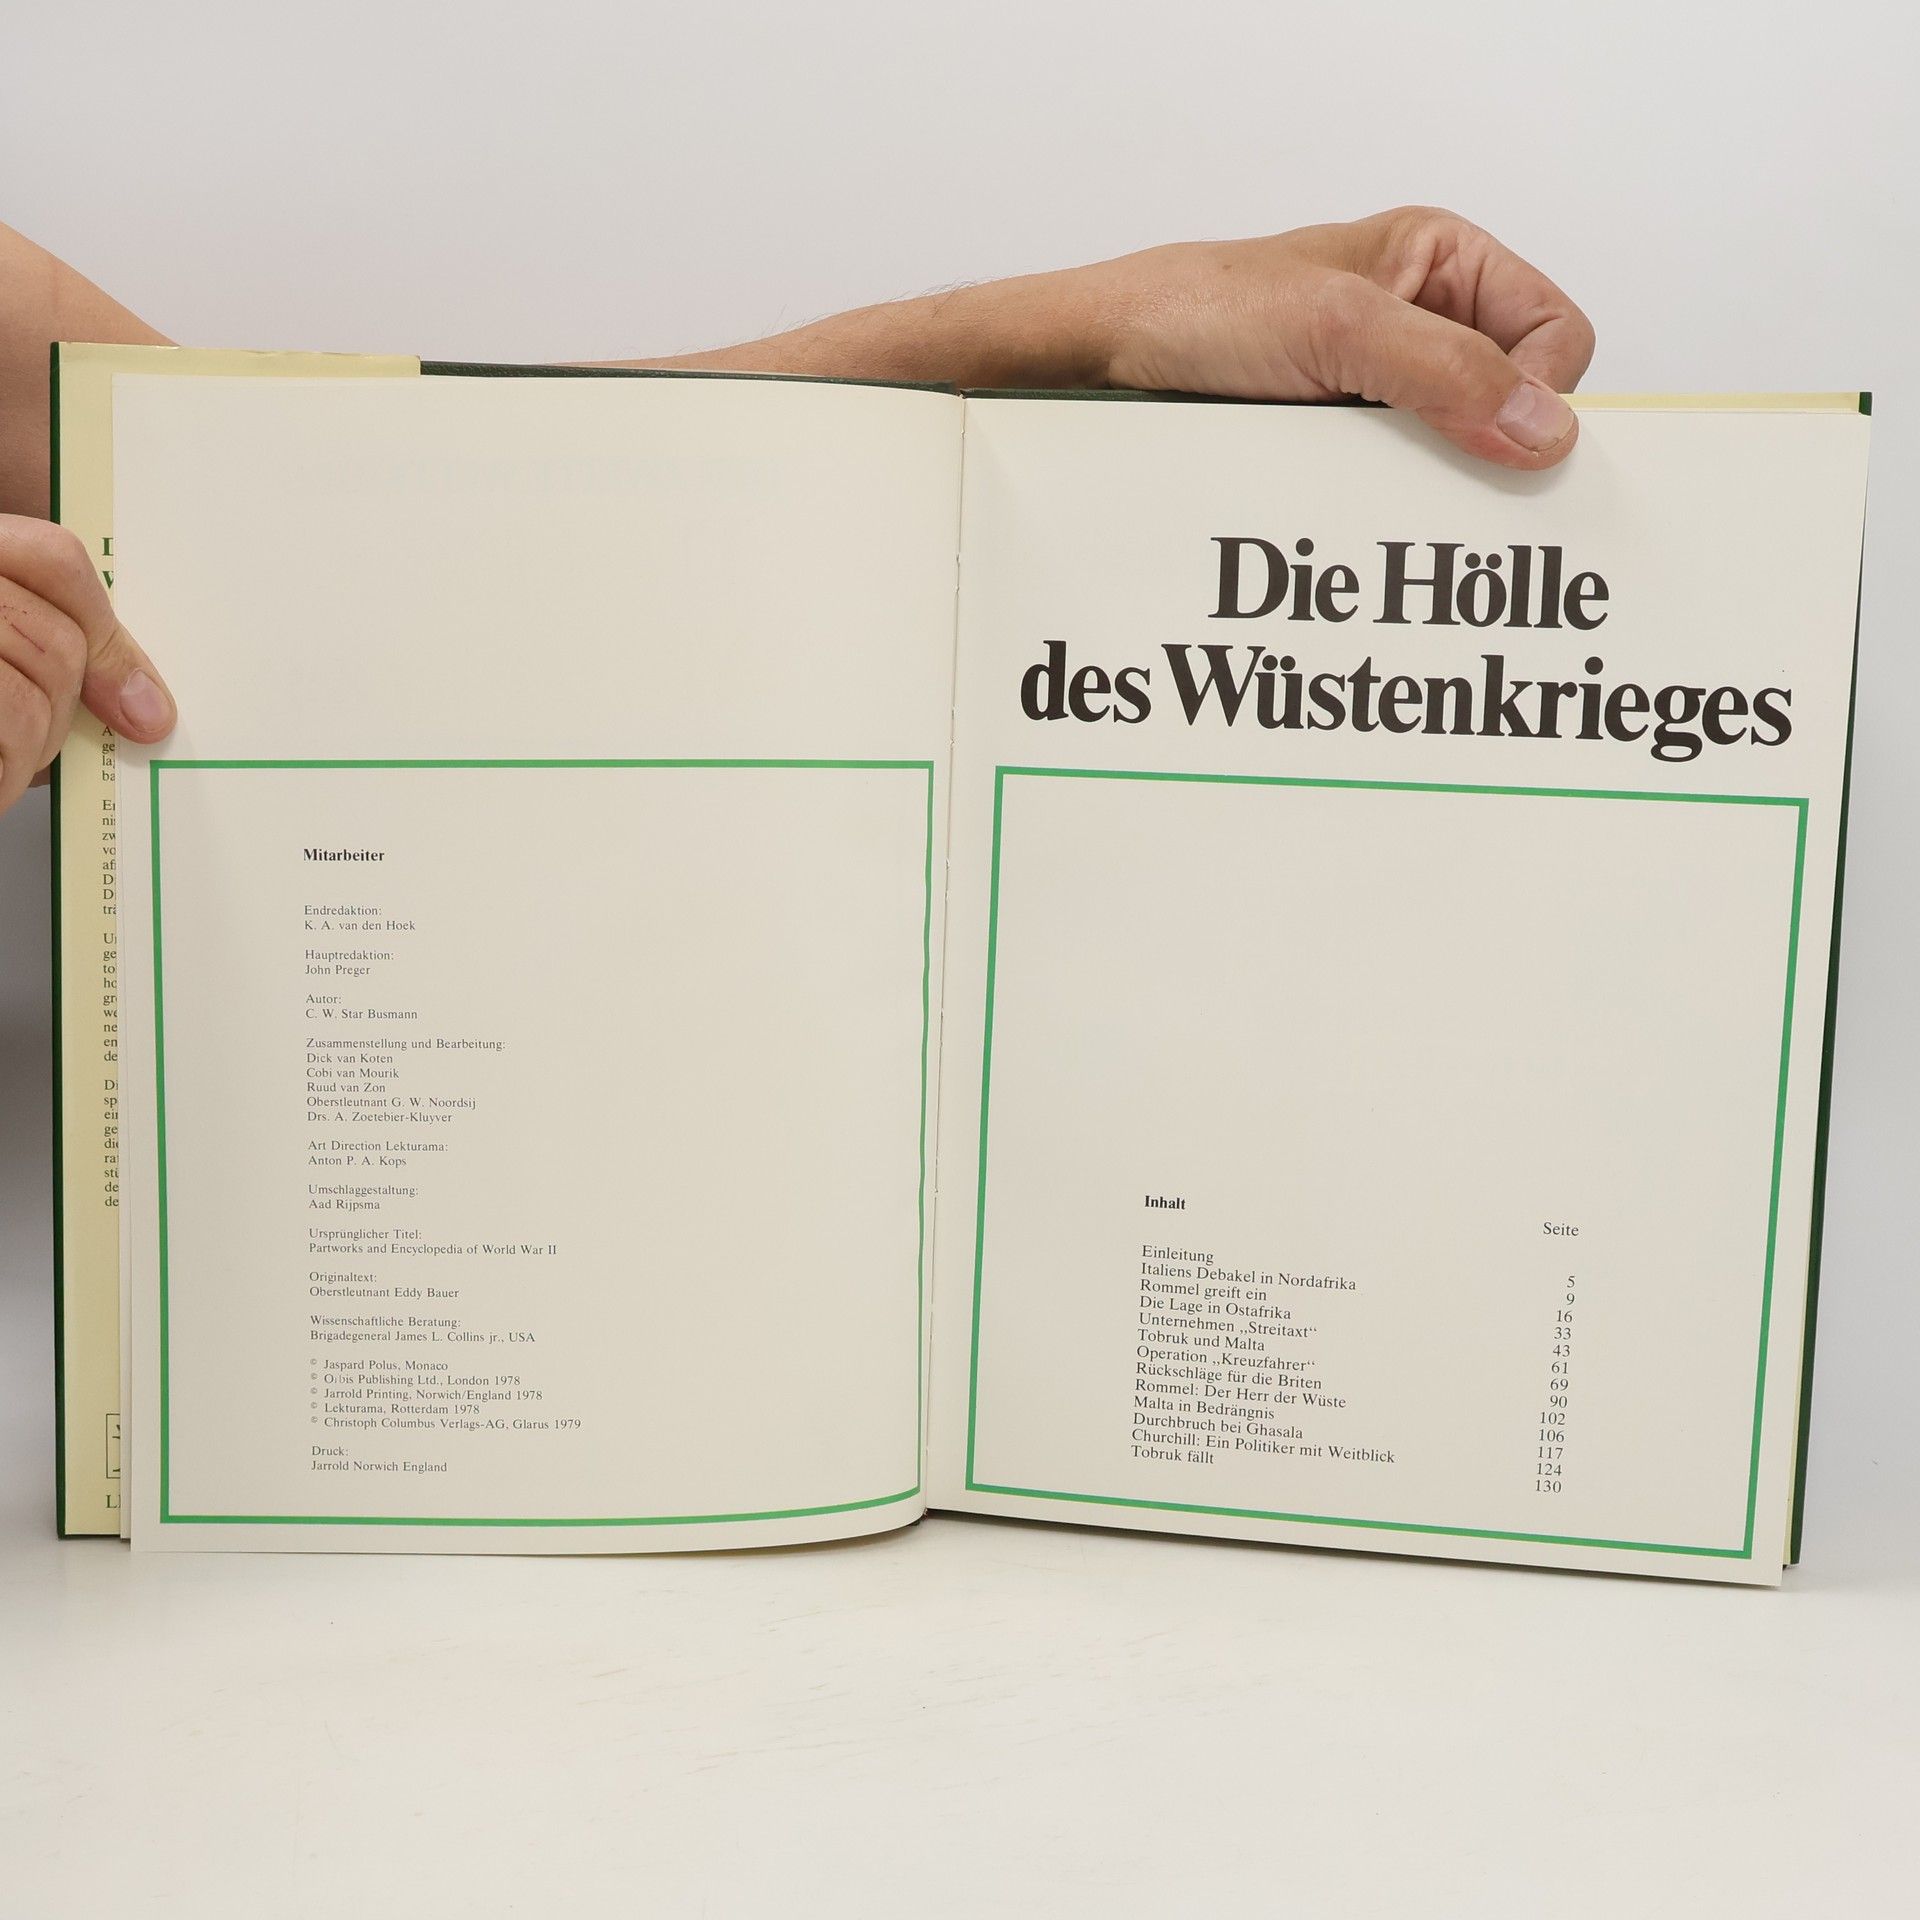 Mitarbeiter
Endredaktion:
K. A. van den Hoek
Hauptredaktion:
John Preger
Autor:
C. W. Star Busmann
Zusammenstellung und Bearbeitung:
Dick van Koten
Cobi van Mourik
Ruud van Zon
Oberstleutnant G. W. Noordsij
Drs. A. Zoetebier-Kluyver
Art Direction Lekturama:
Anton P. A. Kops
Umschlaggestaltung:
Aad Rijpsma
Ursprünglicher Titel:
Partworks and Encyclopedia of World War II
Originaltext:
Oberstleutnant Eddy Bauer
Wissenschaftliche Beratung:
Brigadegeneral James L. Collins jr., USA
© Jaspard Polus, Monaco
© Orbis Publishing Ltd., London 1978
© Jarrold Printing, Norwich/England 1978
© Lekturama, Rotterdam 1978
© Christoph Columbus Verlags-AG, Glarus 1979
Druck:
Jarrold Norwich England
Die Hölle
des Wüstenkrieges
Inhalt
Seite
Einleitung 5
Italiens Debakel in Nordafrika 9
Rommel greift ein 16
Die Lage in Ostafrika 33
Unternehmen „Streitaxt“ 43
Tobruk und Malta 61
Operation „Kreuzfahrer“ 69
Rückschläge für die Briten 90
Rommel: Der Herr der Wüste 102
Malta in Bedrängnis 106
Durchbruch bei Ghasala 117
Churchill: Ein Politiker mit Weitblick 124
Tobruk fällt 130